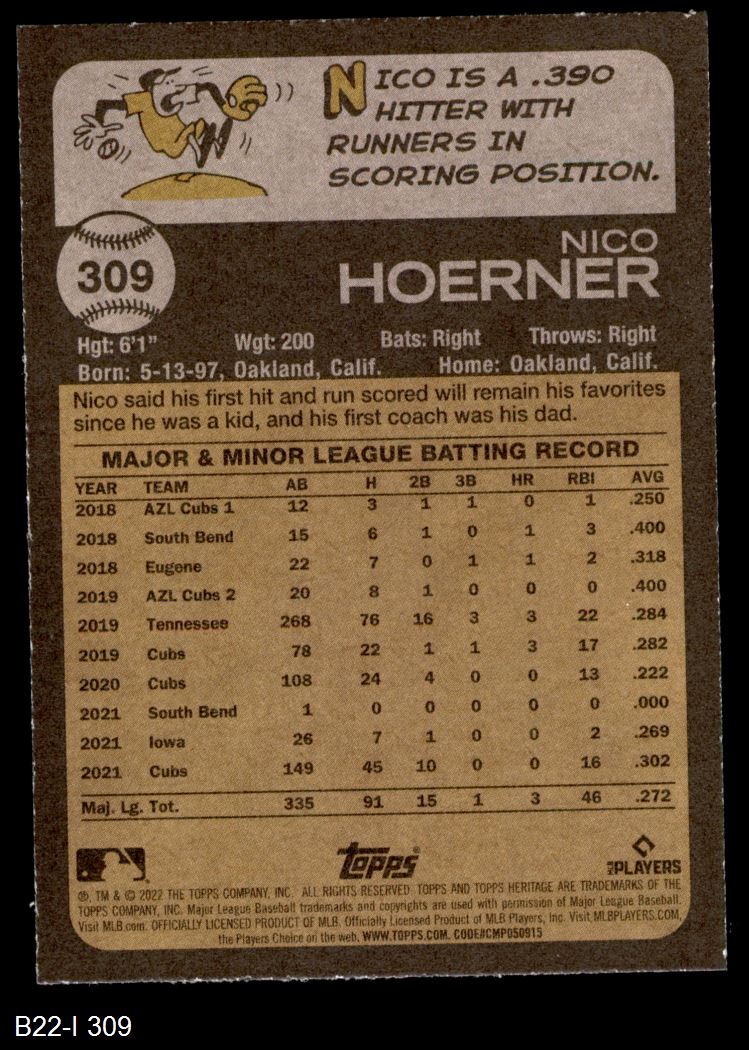 NICO IS A .390
HITTER WITH
RUNNERS IN
SCORING POSITION.
309
NICO
HOERNER
Hgt: 6'1" Wgt: 200 Bats: Right Throws: Right
Born: 5-13-97, Oakland, Calif. Home: Oakland, Calif.
Nico said his first hit and run scored will remain his favorites
since he was a kid, and his first coach was his dad.
MAJOR & MINOR LEAGUE BATTING RECORD
YEAR TEAM AB H 2B 3B HR RBI AVG
2018 AZL Cubs 1 12 3 1 1 0 1 .250
2018 South Bend 15 6 1 0 1 3 .400
2018 Eugene 22 7 0 1 1 2 .318
2019 AZL Cubs 2 20 8 1 0 0 0 .400
2019 Tennessee 268 76 16 3 3 22 .284
2019 Cubs 78 22 1 1 3 17 .282
2020 Cubs 108 24 4 0 0 13 .222
2021 South Bend 1 0 0 0 0 0 .000
2021 Iowa 26 7 1 0 0 2 .269
2021 Cubs 149 45 10 0 0 16 .302
Maj. Lg. Tot. 335 91 15 1 3 46 .272
Topps® MLB PLAYERS
®, TM & © 2022 THE TOPPS COMPANY, INC. ALL RIGHTS RESERVED. TOPPS AND TOPPS HERITAGE ARE TRADEMARKS OF THE
TOPPS COMPANY, INC. Major League Baseball trademarks and copyrights are used with permission of Major League Baseball.
Visit MLB.com. OFFICIALLY LICENSED PRODUCT OF MLB. Officially Licensed Product of MLB Players, Inc. Visit MLBPLAYERS.COM,
the Players Choice on the web. WWW.TOPPS.COM. CODE#CMP050915
B22-I 309